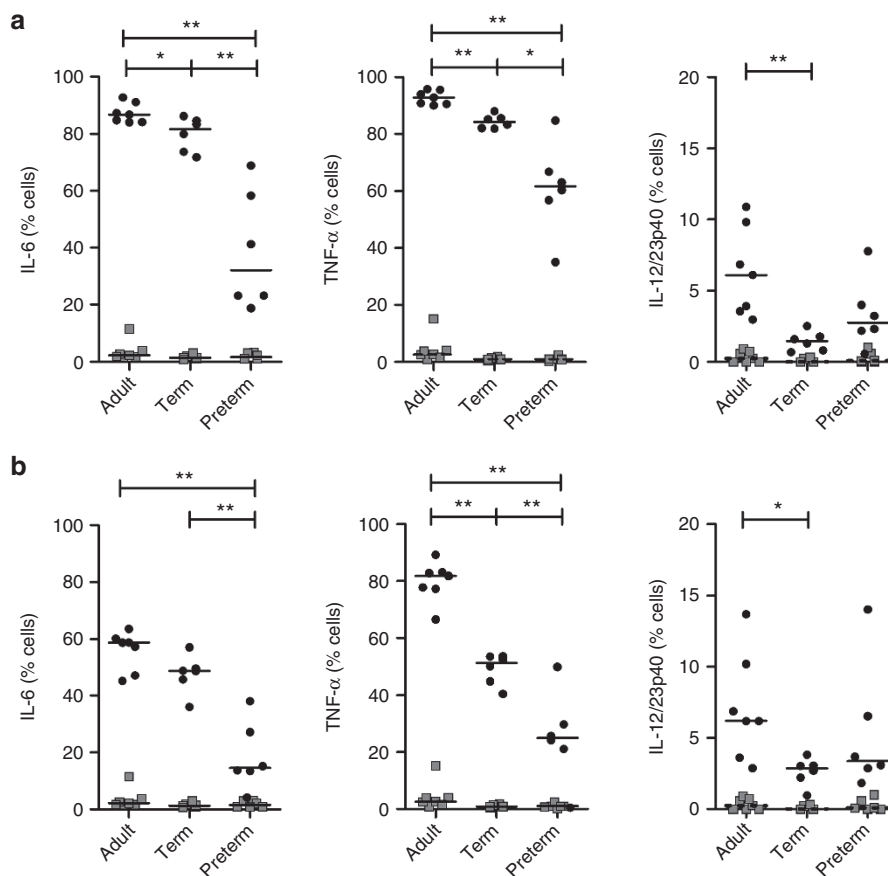 a
**
*
**
IL-6 (% cells)
100
80
60
40
20
0
Adult
Term
Preterm
**
**
*
TNF-α (% cells)
100
80
60
40
20
0
Adult
Term
Preterm
**
IL-12/23p40 (% cells)
20
15
10
5
0
Adult
Term
Preterm
b
**
**
IL-6 (% cells)
100
80
60
40
20
0
Adult
Term
Preterm
**
**
**
TNF-α (% cells)
100
80
60
40
20
0
Adult
Term
Preterm
*
IL-12/23p40 (% cells)
20
15
10
5
0
Adult
Term
Preterm